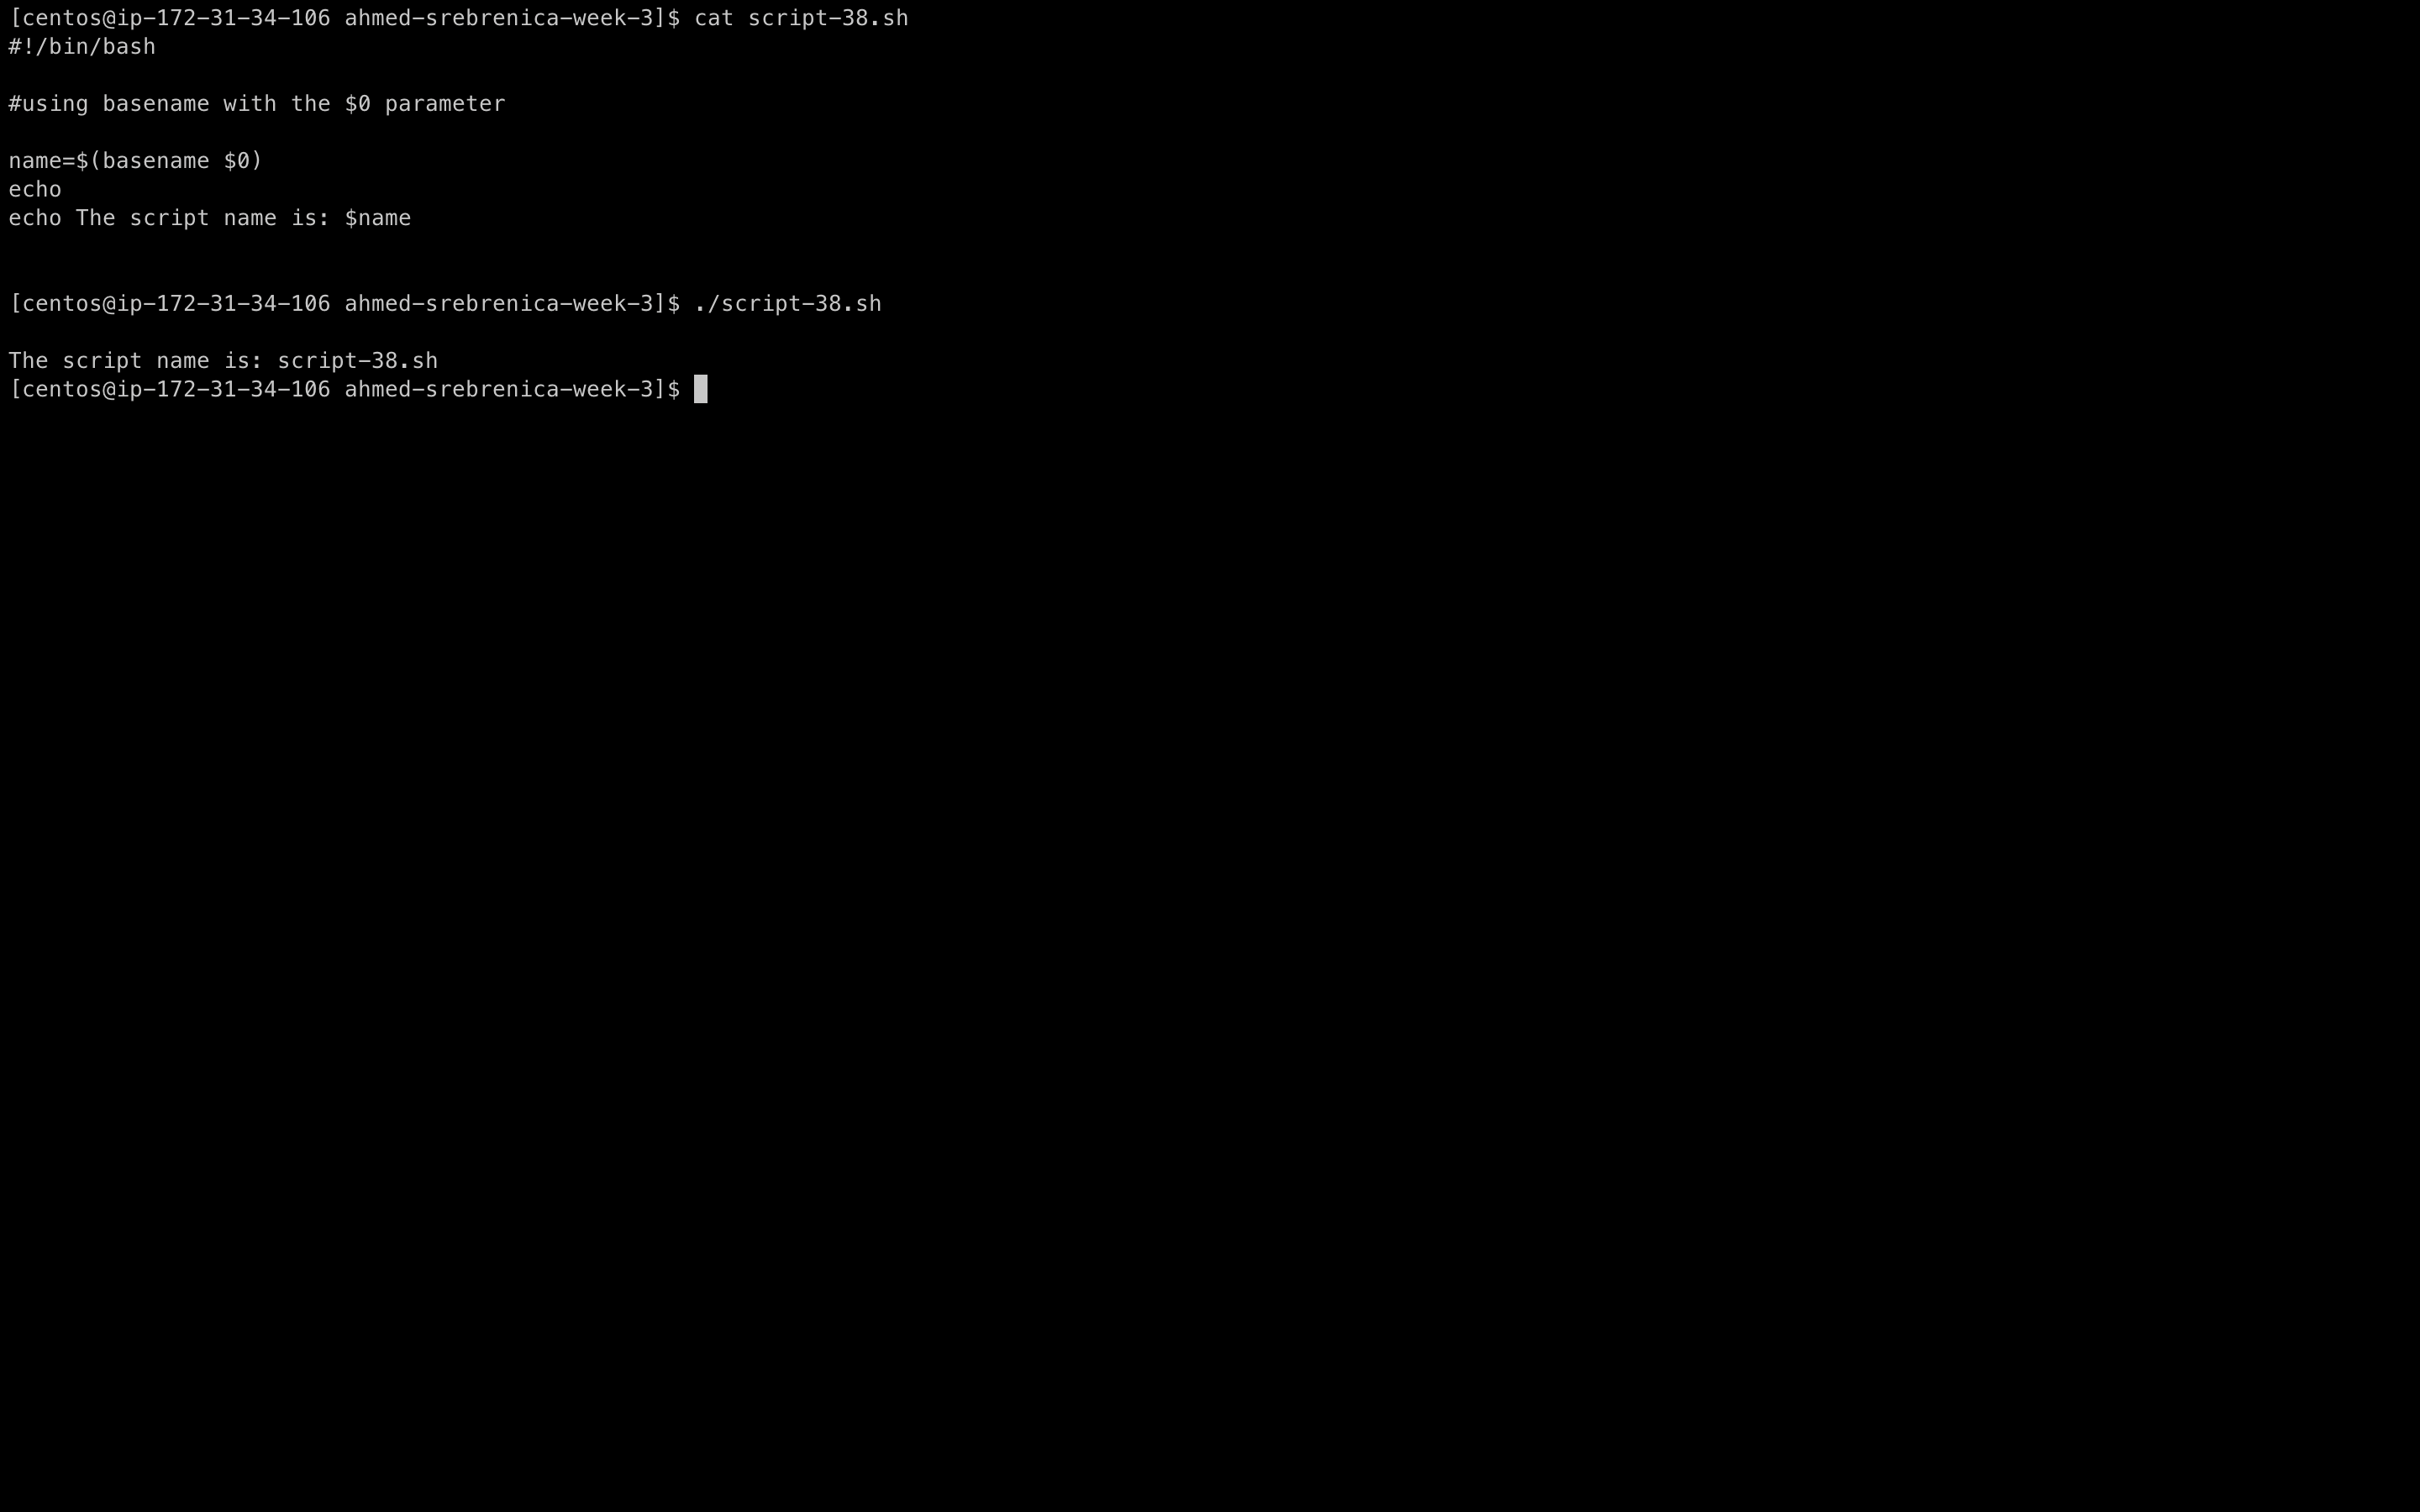 [centos@ip-172-31-34-106 ahmed-srebrenica-week-3]$ cat script-38.sh
#!/bin/bash
#using basename with the $0 parameter
name=$(basename $0)
echo
echo The script name is: $name
[centos@ip-172-31-34-106 ahmed-srebrenica-week-3]$ ./script-38.sh
The script name is: script-38.sh
[centos@ip-172-31-34-106 ahmed-srebrenica-week-3]$